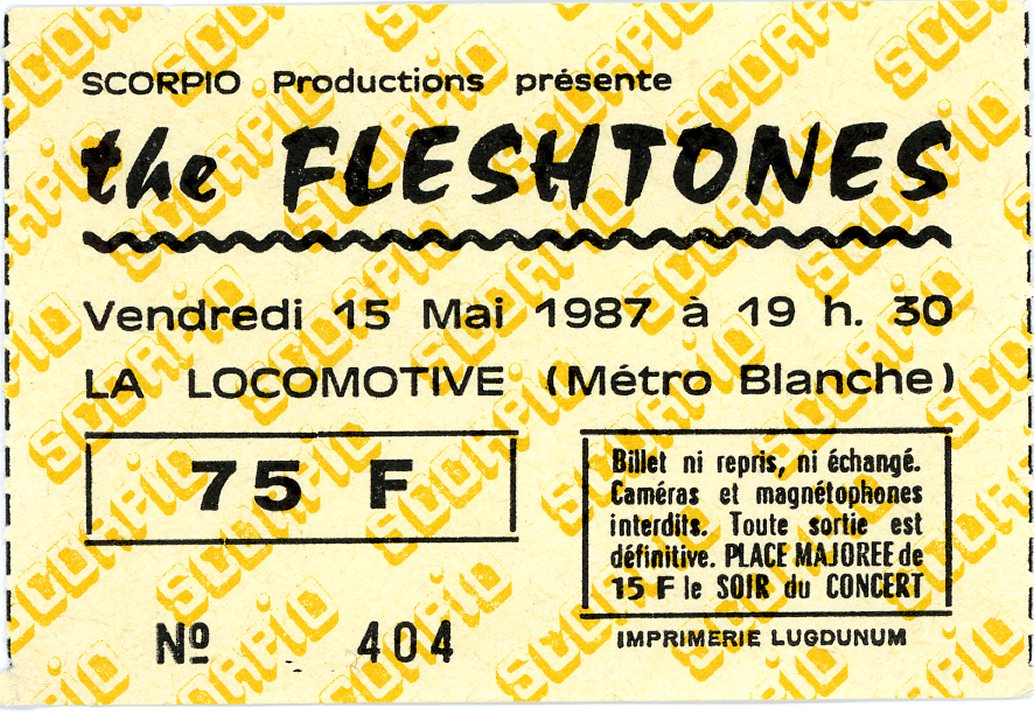 SCORPIO Productions présente
the FLESHTONES
Vendredi 15 Mai 1987 à 19 h. 30
LA LOCOMOTIVE (Métro Blanche)
75 F
Billet ni repris, ni échangé.
Caméras et magnétophones
interdits. Toute sortie est
définitive. PLACE MAJOREE de
15 F le SOIR du CONCERT
Nº 404
IMPRIMERIE LUGDUNUM